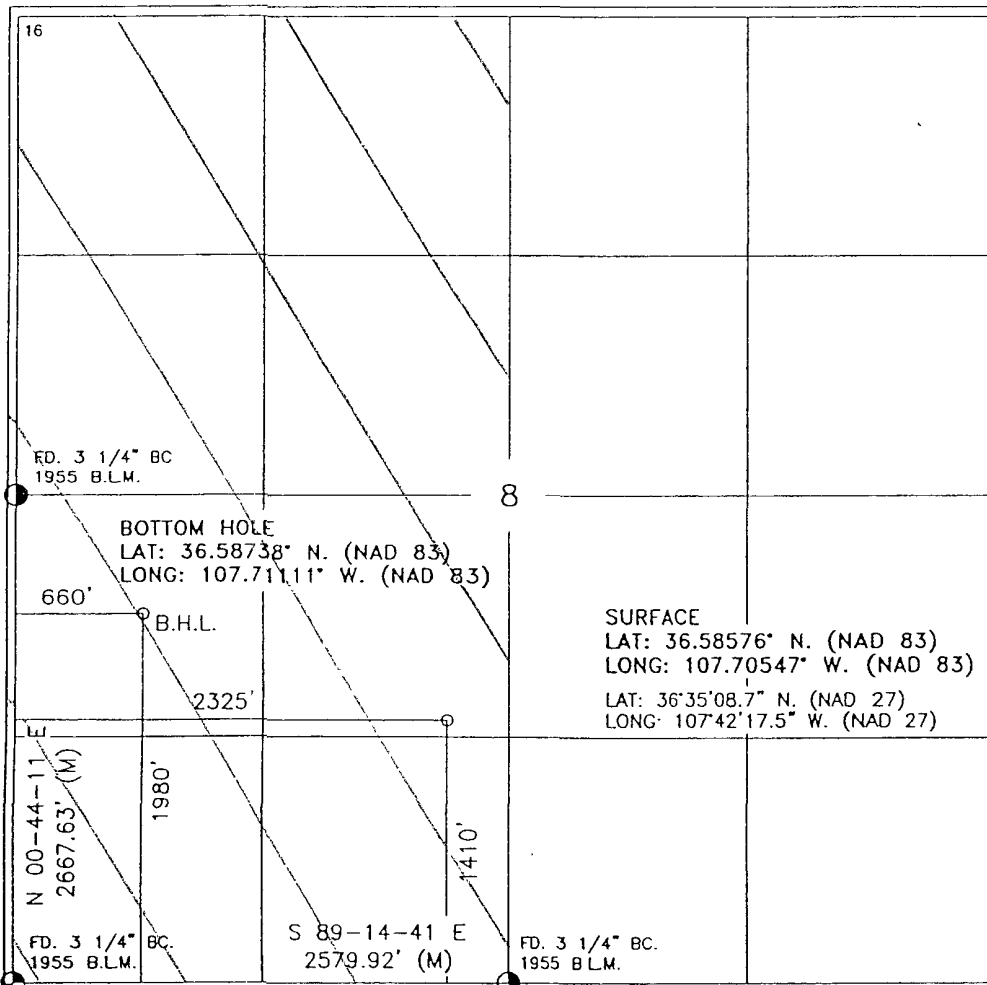 16
FD. 3 1/4" BC
1955 B.L.M.
8
BOTTOM HOLE
LAT: 36.58738° N. (NAD 83)
LONG: 107.71111° W. (NAD 83)
660'
B.H.L.
SURFACE
LAT: 36.58576° N. (NAD 83)
LONG: 107.70547° W. (NAD 83)
LAT: 36°35'08.7" N. (NAD 27)
LONG: 107°42'17.5" W. (NAD 27)
2325'
N 00-44-11 E
2667.63' (M)
1980'
1410'
S 89-14-41 E
2579.92' (M)
FD. 3 1/4" BC.
1955 B.L.M.
FD. 3 1/4" BC.
1955 B.L.M.